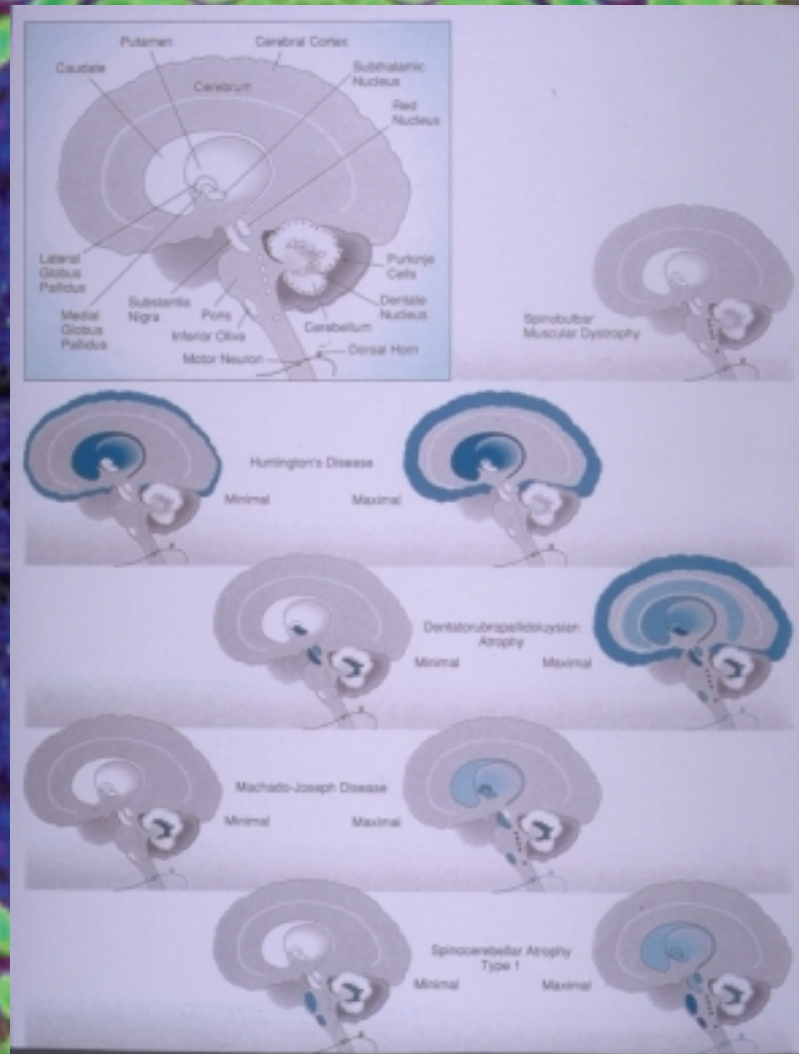 Putamen
Cerebral Cortex
Caudate
Subthalamic
Nucleus
Cerebrum
Red
Nucleus
Lateral
Globus
Pallidus
Purkinje
Cells
Medial
Globus
Pallidus
Substantia
Nigra
Pons
Dentate
Nucleus
Inferior Olive
Cerebellum
Motor Neuron
Dorsal Horn
Spinobulbar
Muscular Dystrophy
Huntington's Disease
Minimal
Maximal
Dentatorubropallidoluysian
Atrophy
Minimal
Maximal
Machado-Joseph Disease
Minimal
Maximal
Spinocerebellar Atrophy
Type 1
Minimal
Maximal